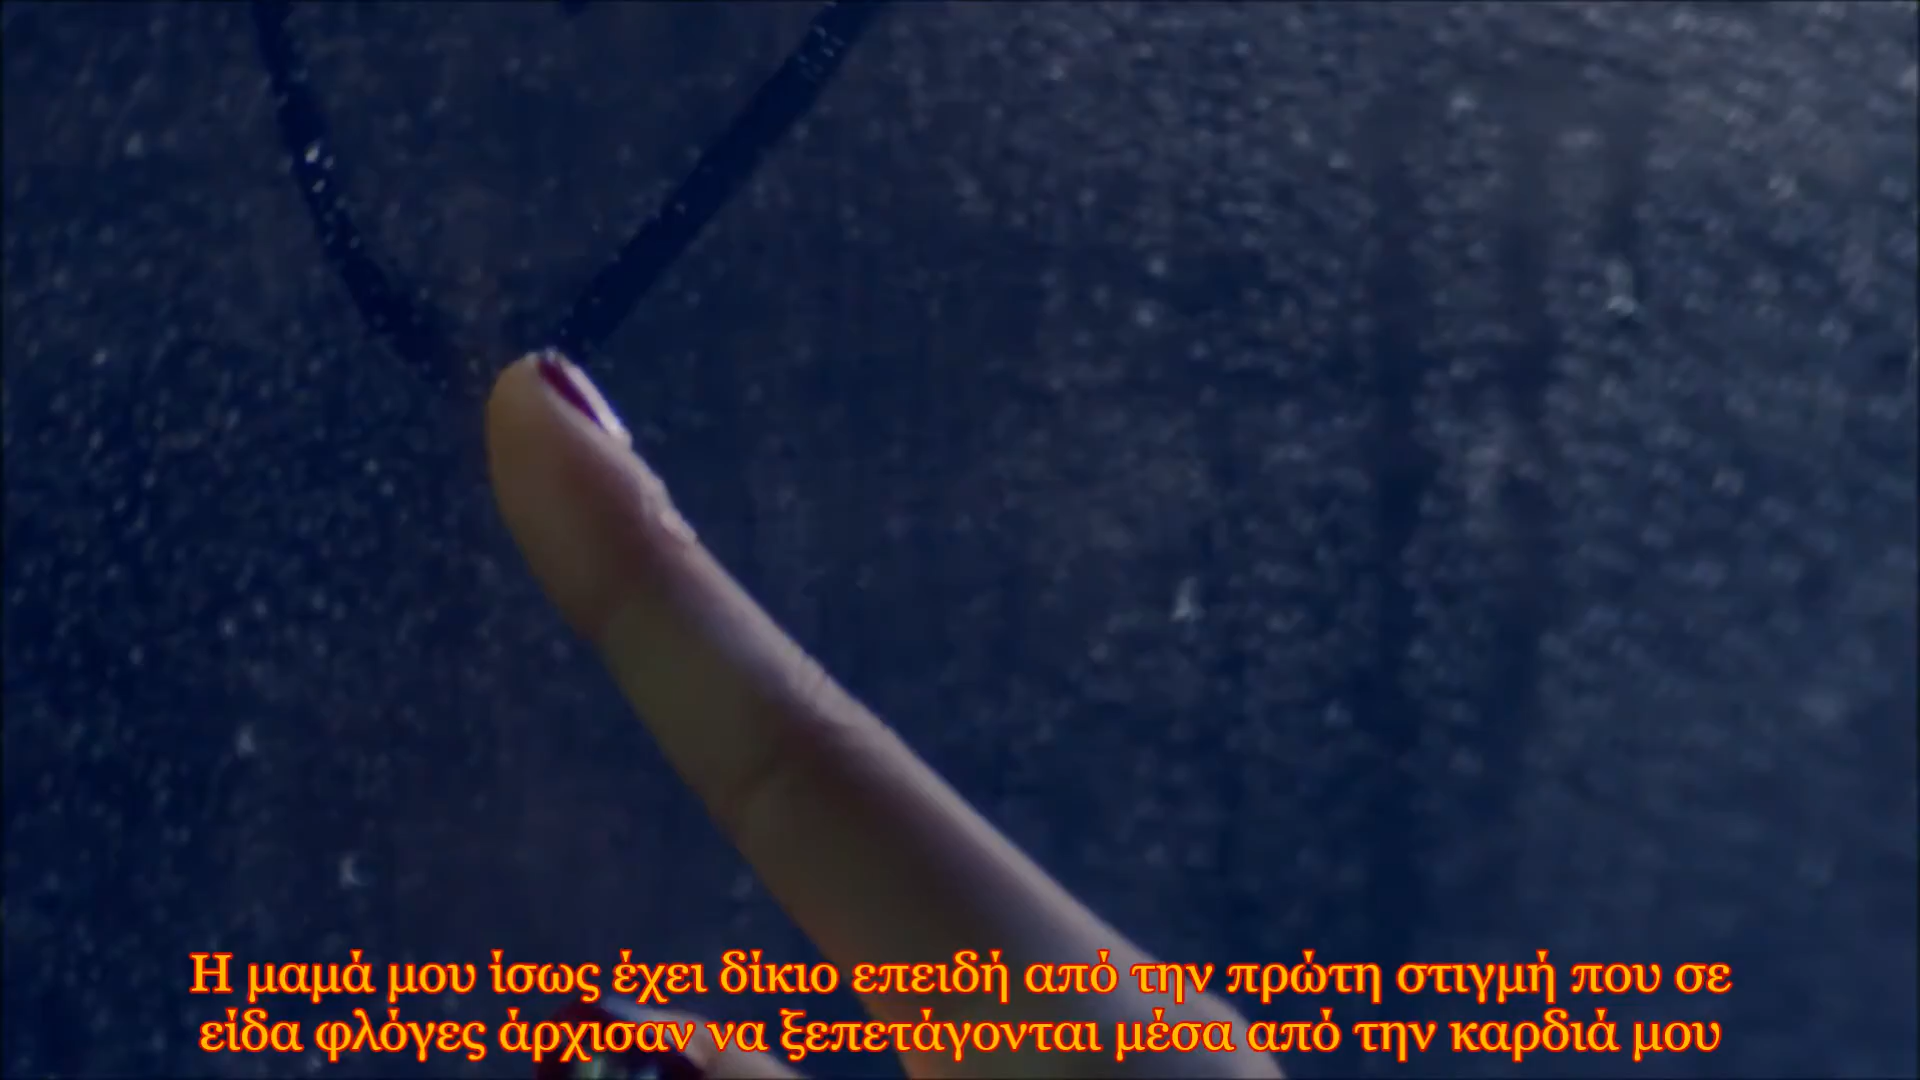 Η μαμά μου ίσως έχει δίκιο επειδή από την πρώτη στιγμή που σε
είδα φλόγες άρχισαν να ξεπετάγονται μέσα από την καρδιά μου